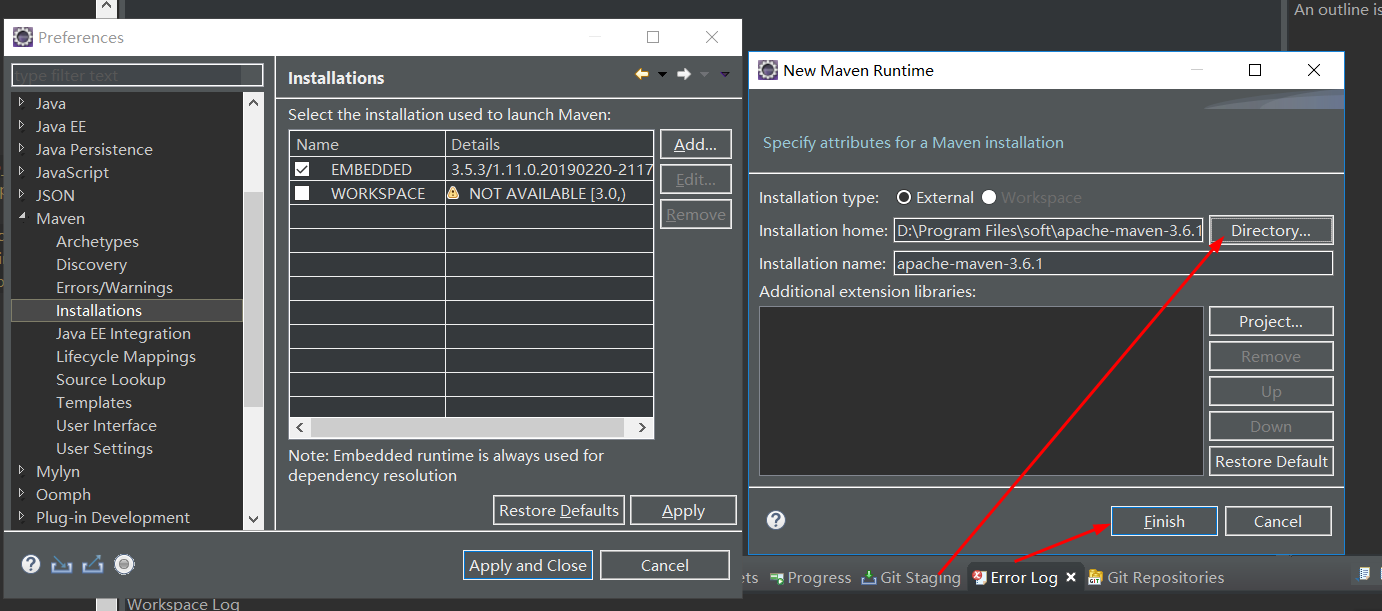 An outline is
Preferences
type filter text
Java
Java EE
Java Persistence
JavaScript
JSON
Maven
Archetypes
Discovery
Errors/Warnings
Installations
Java EE Integration
Lifecycle Mappings
Source Lookup
Templates
User Interface
User Settings
Mylyn
Oomph
Plug-in Development
Installations
Select the installation used to launch Maven:
Name Details
EMBEDDED 3.5.3/1.11.0.20190220-2117
WORKSPACE NOT AVAILABLE [3.0,)
Add...
Edit...
Remove
Note: Embedded runtime is always used for
dependency resolution
Restore Defaults Apply
Apply and Close Cancel
New Maven Runtime
Specify attributes for a Maven installation
Installation type: External Workspace
Installation home: D:\Program Files\soft\apache-maven-3.6.1 Directory...
Installation name: apache-maven-3.6.1
Additional extension libraries:
Project...
Remove
Up
Down
Restore Default
Finish Cancel
ets Progress Git Staging Error Log Git Repositories
Workspace Log